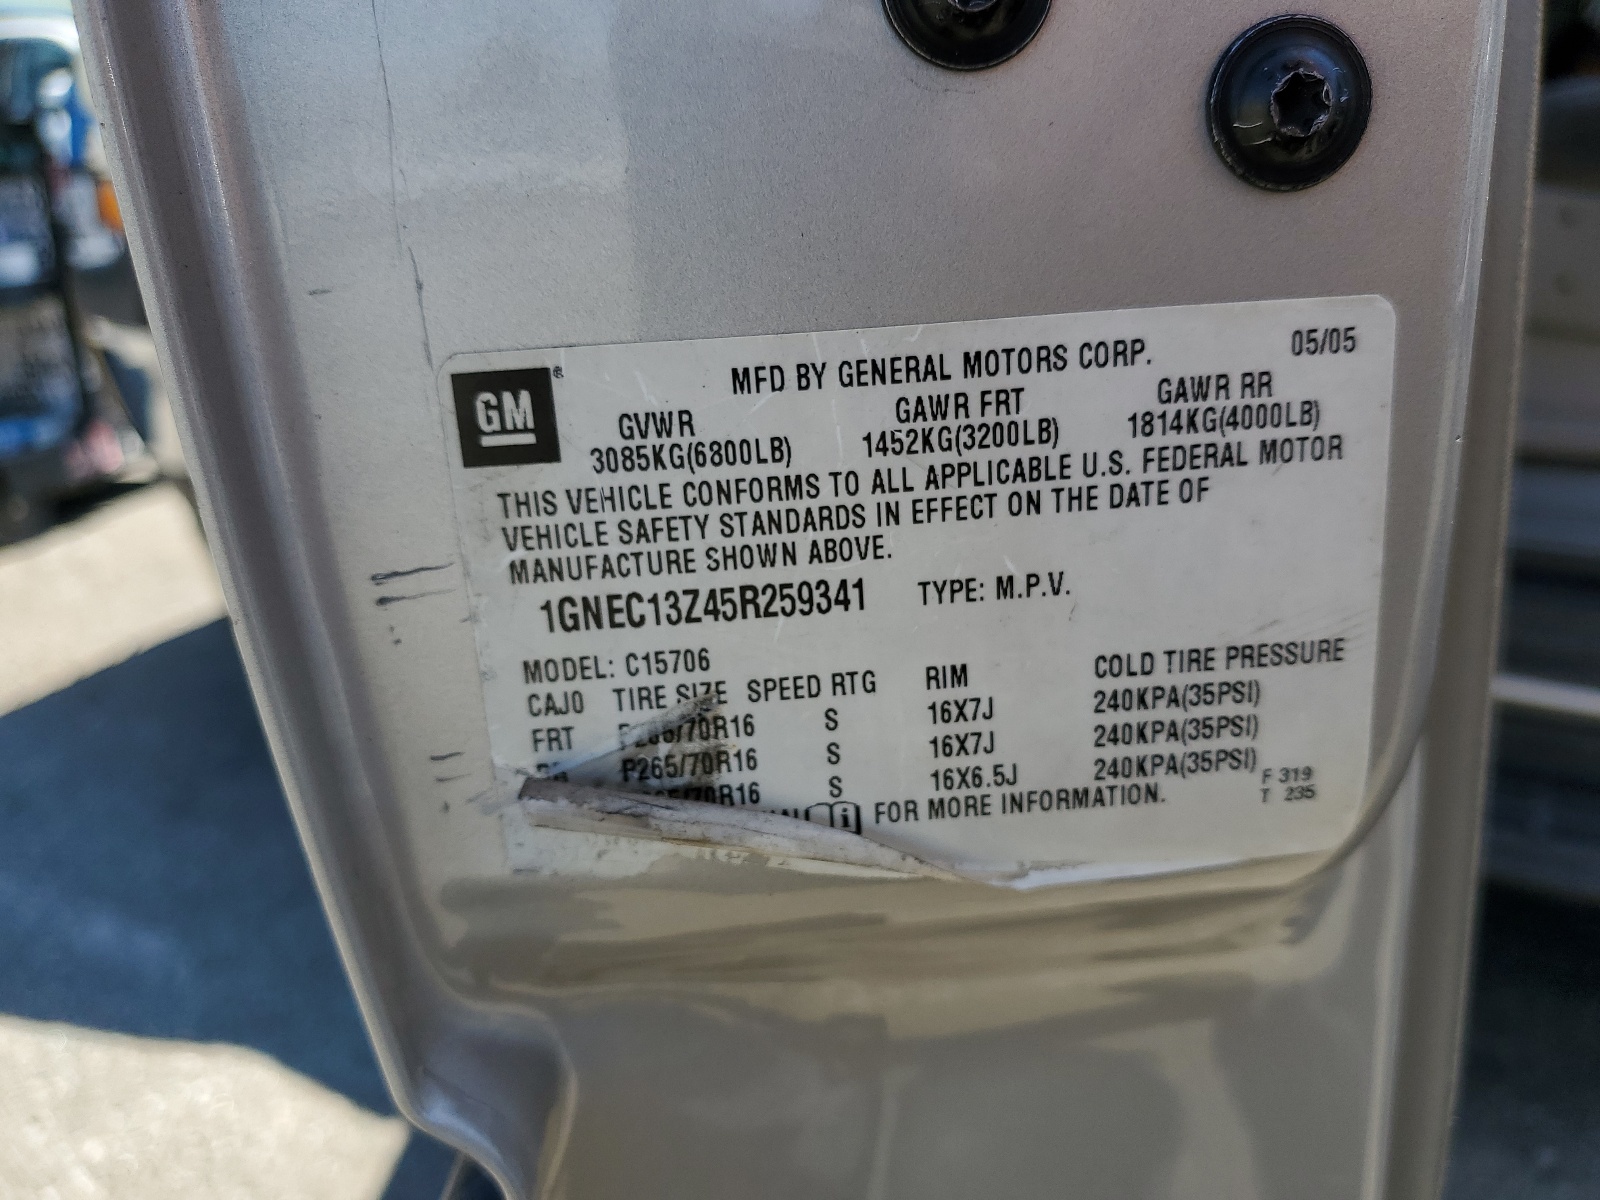 GM ®
MFD BY GENERAL MOTORS CORP. 05/05
GVWR GAWR FRT GAWR RR
3085KG(6800LB) 1452KG(3200LB) 1814KG(4000LB)
THIS VEHICLE CONFORMS TO ALL APPLICABLE U.S. FEDERAL MOTOR
VEHICLE SAFETY STANDARDS IN EFFECT ON THE DATE OF
MANUFACTURE SHOWN ABOVE.
1GNEC13Z45R259341 TYPE: M.P.V.
MODEL: C15706
CAJO TIRE SIZE SPEED RTG RIM COLD TIRE PRESSURE
FRT P265/70R16 S 16X7J 240KPA(35PSI)
P265/70R16 S 16X7J 240KPA(35PSI)
S 16X6.5J 240KPA(35PSI)
FOR MORE INFORMATION.
F 319
T 235